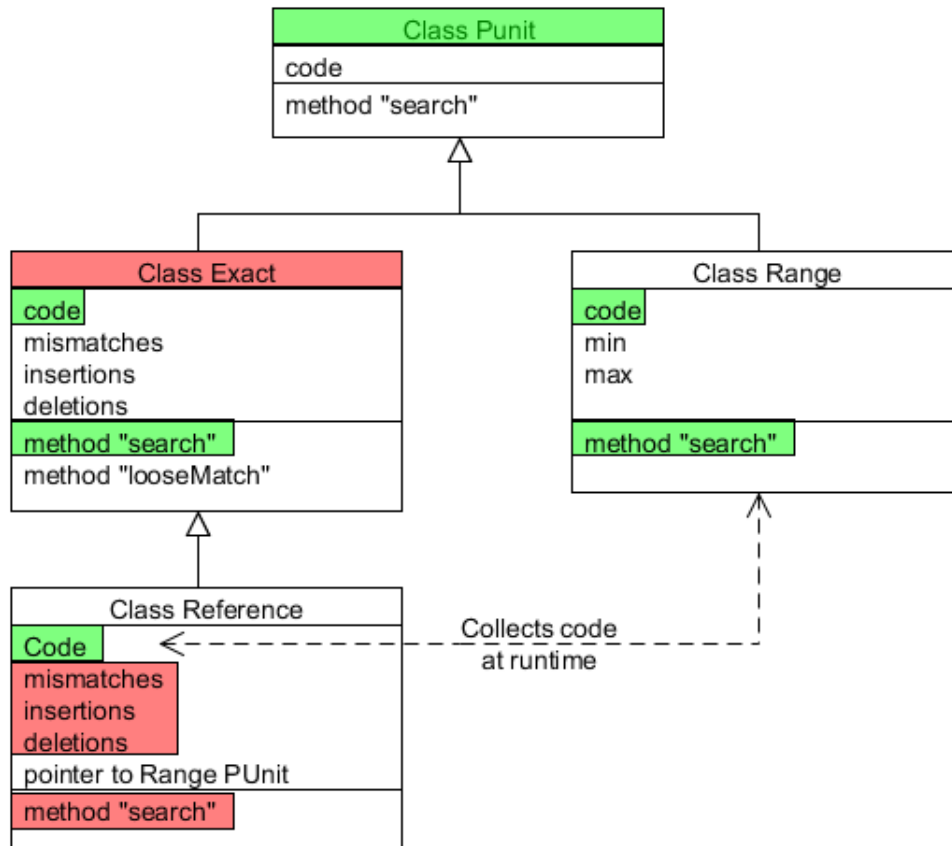 Class Punit
code
method "search"
Class Exact
code
mismatches
insertions
deletions
method "search"
method "looseMatch"
Class Range
code
min
max
method "search"
Class Reference
Code
mismatches
insertions
deletions
pointer to Range PUnit
method "search"
Collects code
at runtime